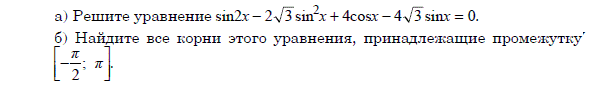 а) Решите уравнение sin2x − 2√3 sin²x + 4cosx − 4√3 sinx = 0.
б) Найдите все корни этого уравнения, принадлежащие промежутку
[−π/2; π].